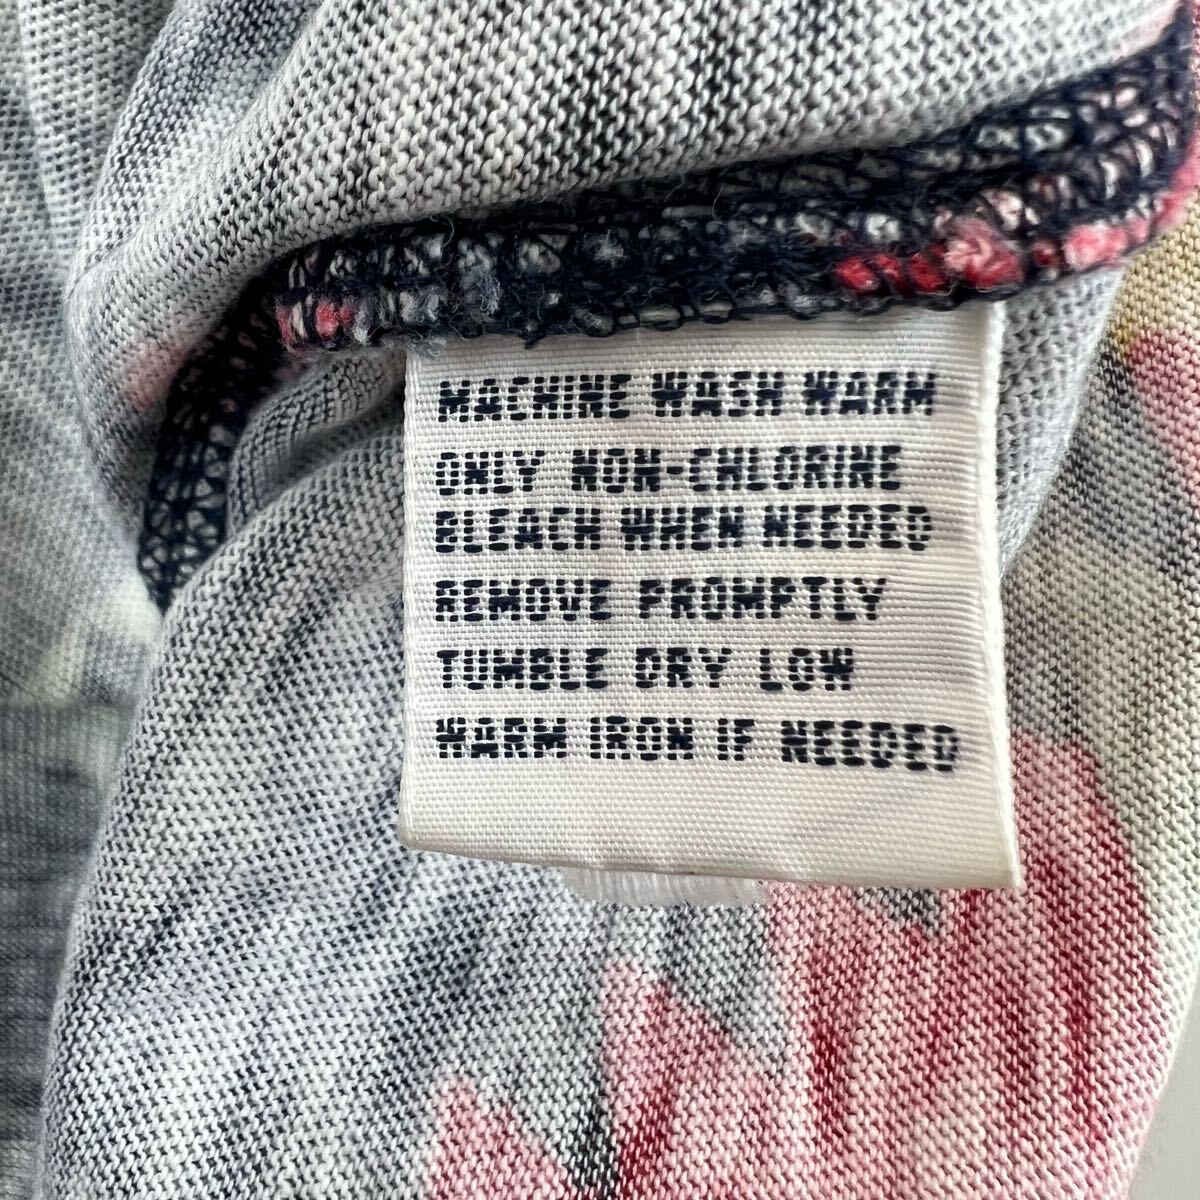 MACHINE WASH WARM
ONLY NON-CHLORINE
BLEACH WHEN NEEDED
REMOVE PROMPTLY
TUMBLE DRY LOW
WARM IRON IF NEEDED